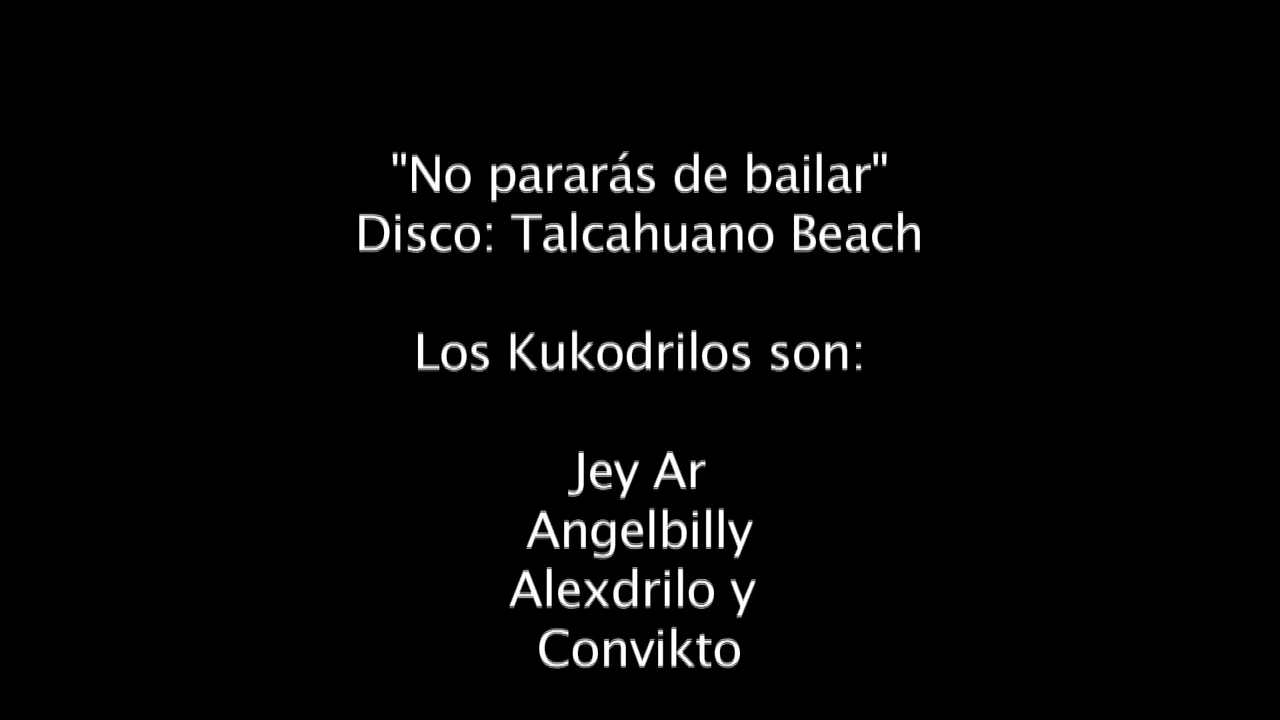 "No pararás de bailar"
Disco: Talcahuano Beach
Los Kukodrilos son:
Jey Ar
Angelbilly
Alexdrilo y
Convikto